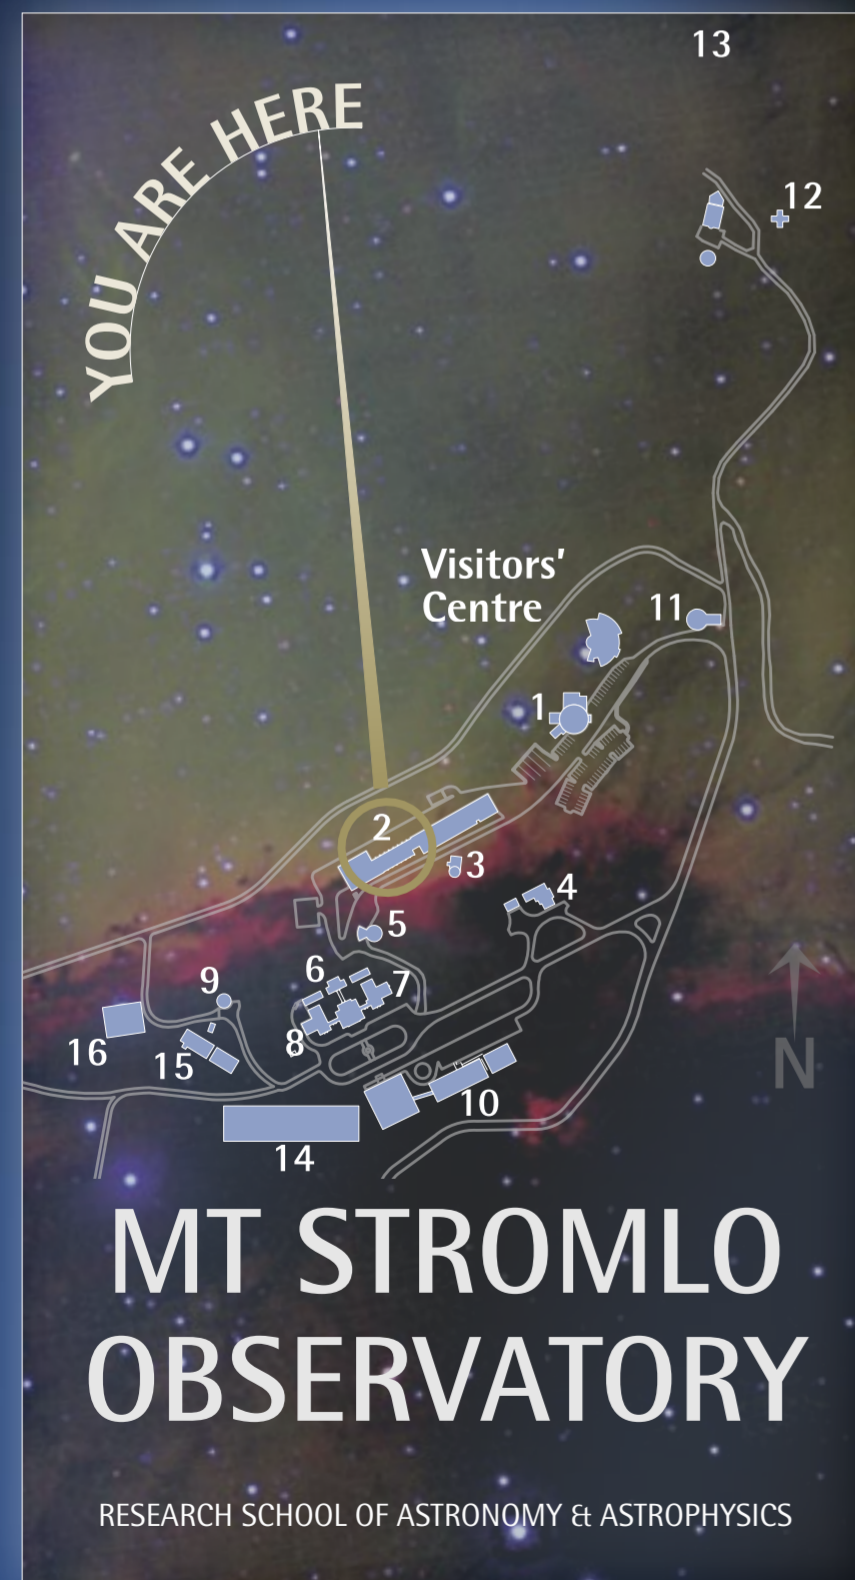 13
YOU ARE HERE
12
Visitors’
Centre
11
1
2
3
4
5
6
7
9
8
16
15
10
N
14
MT STROMLO
OBSERVATORY
RESEARCH SCHOOL OF ASTRONOMY & ASTROPHYSICS